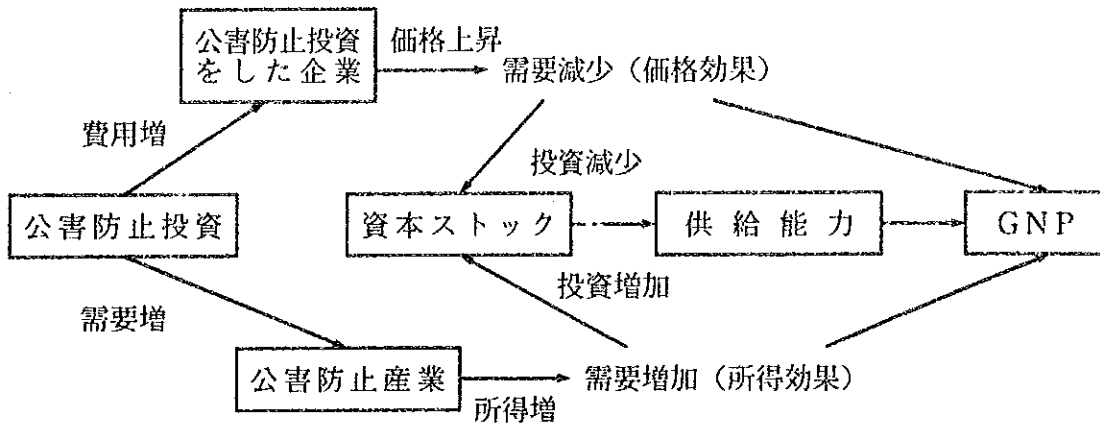 公害防止投資
をした企業
価格上昇
需要減少（価格効果）
費用増
投資減少
公害防止投資
資本ストック
供給能力
GNP
投資増加
需要増
公害防止産業
所得増
需要増加（所得効果）